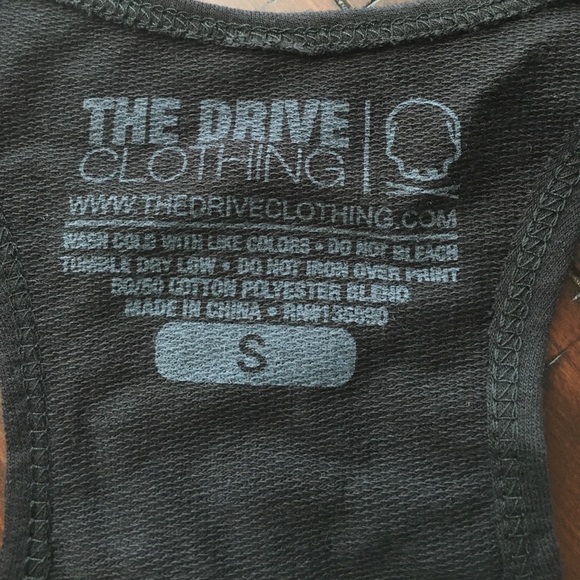 THE DRIVE
CLOTHING
WWW.THEDRIVECLOTHING.COM
WASH COLD WITH LIKE COLORS • DO NOT BLEACH
TUMBLE DRY LOW • DO NOT IRON OVER PRINT
50/50 COTTON POLYESTER BLEND
MADE IN CHINA • RN#135890
S